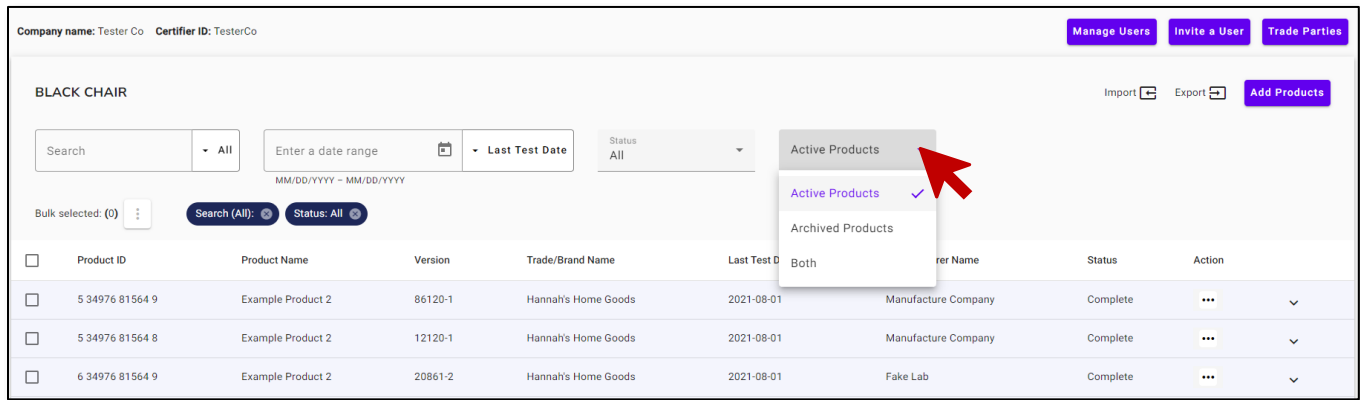 Company name: Tester Co Certifier ID: TesterCo Manage Users Invite a User Trade Parties
BLACK CHAIR Import Export Add Products
Search All Enter a date range Last Test Date Status All Active Products
MM/DD/YYYY – MM/DD/YYYY
Active Products
Archived Products
Both
Bulk selected: (0) Search (All): Status: All
Product ID Product Name Version Trade/Brand Name Last Test D rer Name Status Action
5 34976 81564 9 Example Product 2 86120-1 Hannah's Home Goods 2021-08-01 Manufacture Company Complete
5 34976 81564 8 Example Product 2 12120-1 Hannah's Home Goods 2021-08-01 Manufacture Company Complete
6 34976 81564 9 Example Product 2 20861-2 Hannah's Home Goods 2021-08-01 Fake Lab Complete